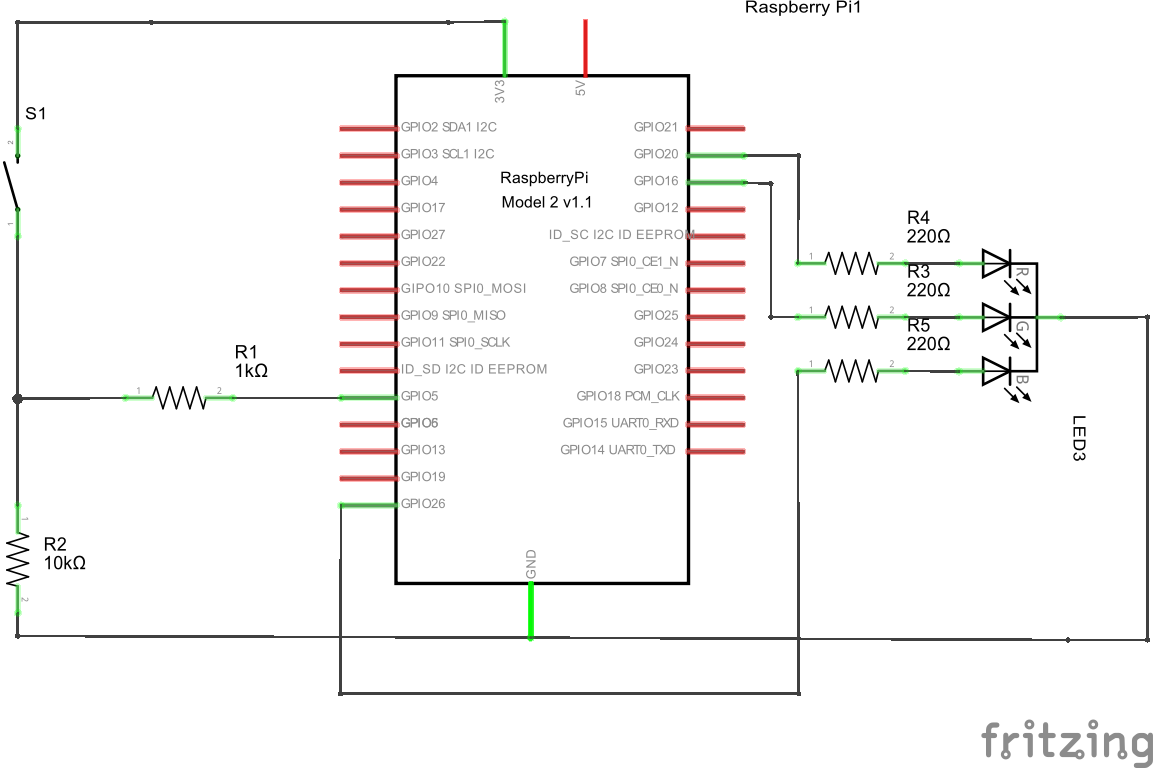 Raspberry Pi1
3V3
5V
S1
2
1
GPIO2 SDA1 I2C
GPIO3 SCL1 I2C
GPIO4
GPIO17
GPIO27
GPIO22
GIPO10 SPI0_MOSI
GPIO9 SPI0_MISO
GPIO11 SPI0_SCLK
ID_SD I2C ID EEPROM
GPIO5
GPIO6
GPIO13
GPIO19
GPIO26
RaspberryPi
Model 2 v1.1
GPIO21
GPIO20
GPIO16
GPIO12
ID_SC I2C ID EEPROM
GPIO7 SPI0_CE1_N
GPIO8 SPI0_CE0_N
GPIO25
GPIO24
GPIO23
GPIO18 PCM_CLK
GPIO15 UART0_RXD
GPIO14 UART0_TXD
GND
R1
1kΩ
1 2
R2
10kΩ
1
2
R4
220Ω
1 2
R
R3
220Ω
1 2
G
R5
220Ω
1 2
B
LED3
fritzing